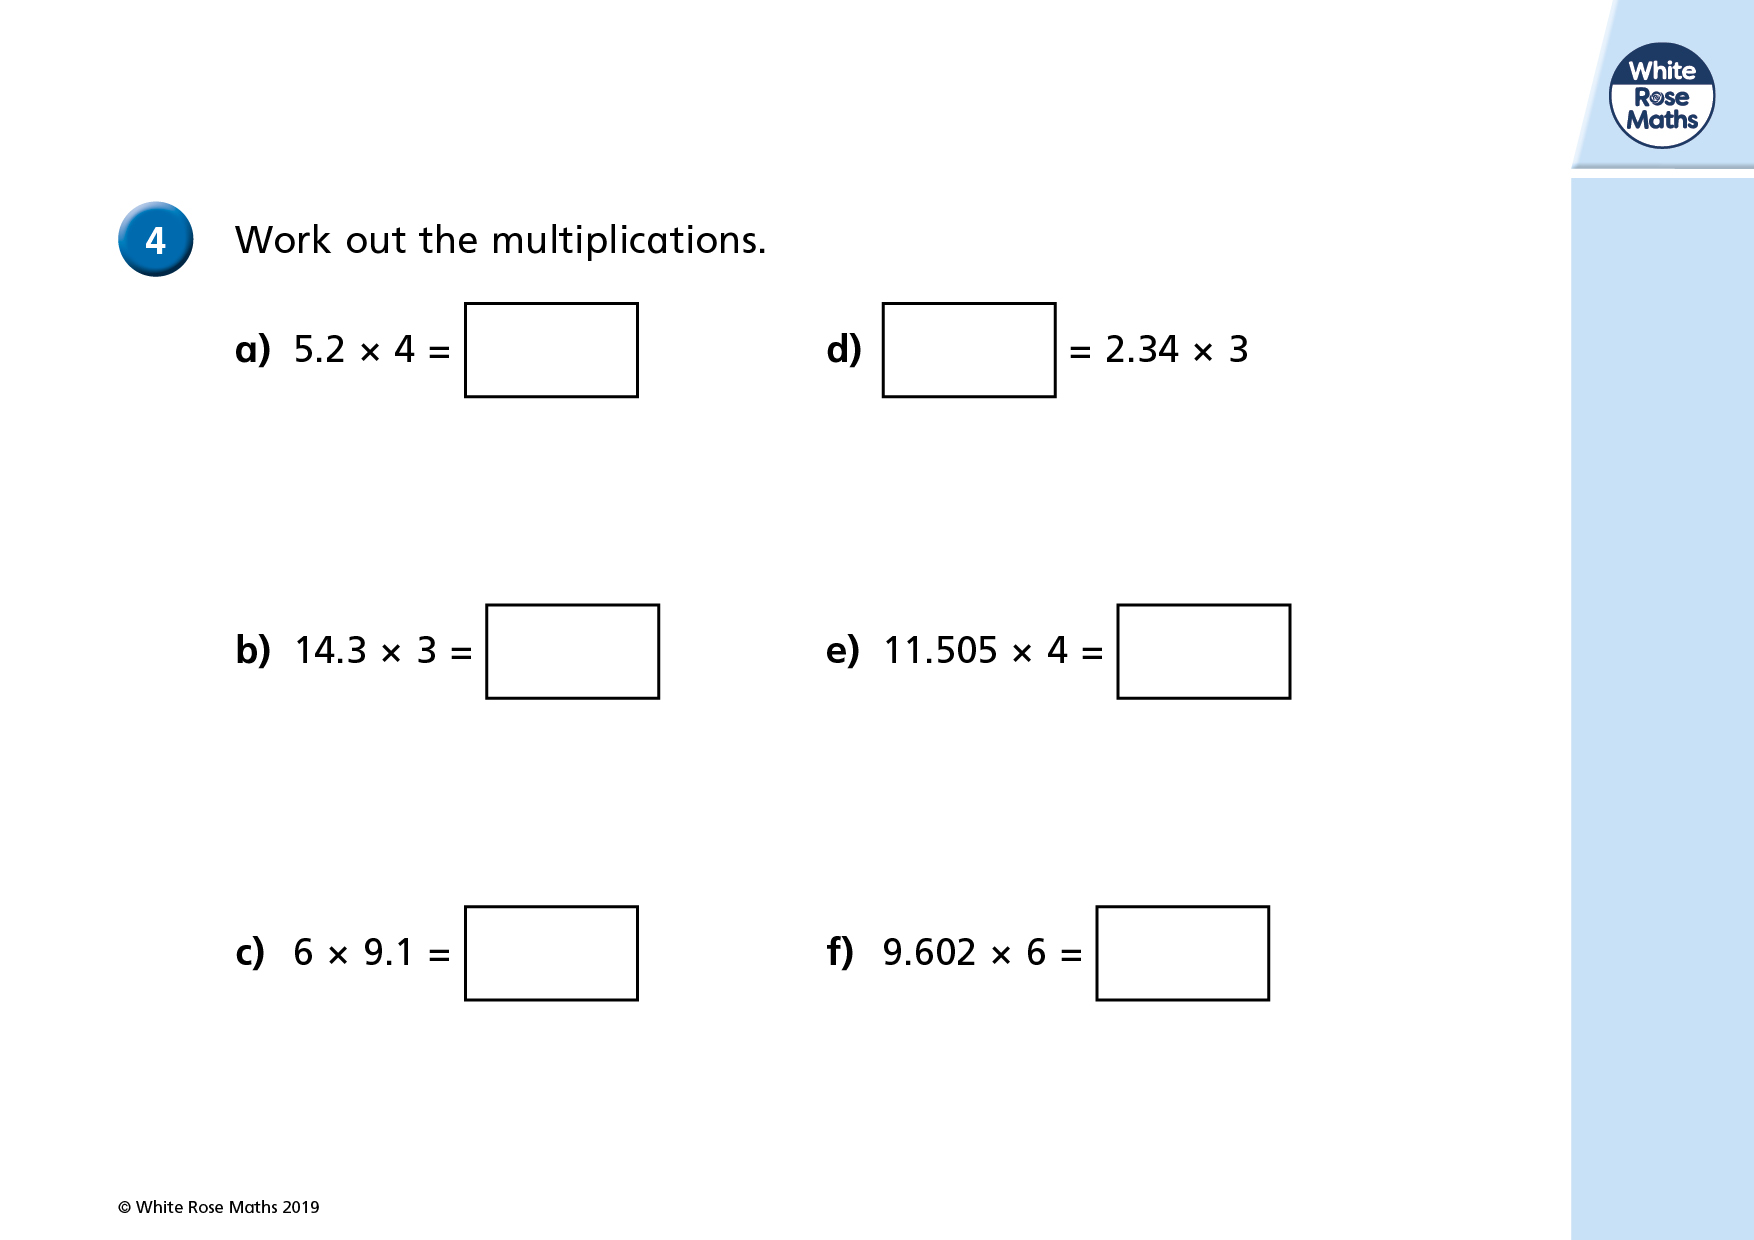 White
Rose
Maths
4 Work out the multiplications.
a) 5.2 × 4 =
d) = 2.34 × 3
b) 14.3 × 3 =
e) 11.505 × 4 =
c) 6 × 9.1 =
f) 9.602 × 6 =
© White Rose Maths 2019